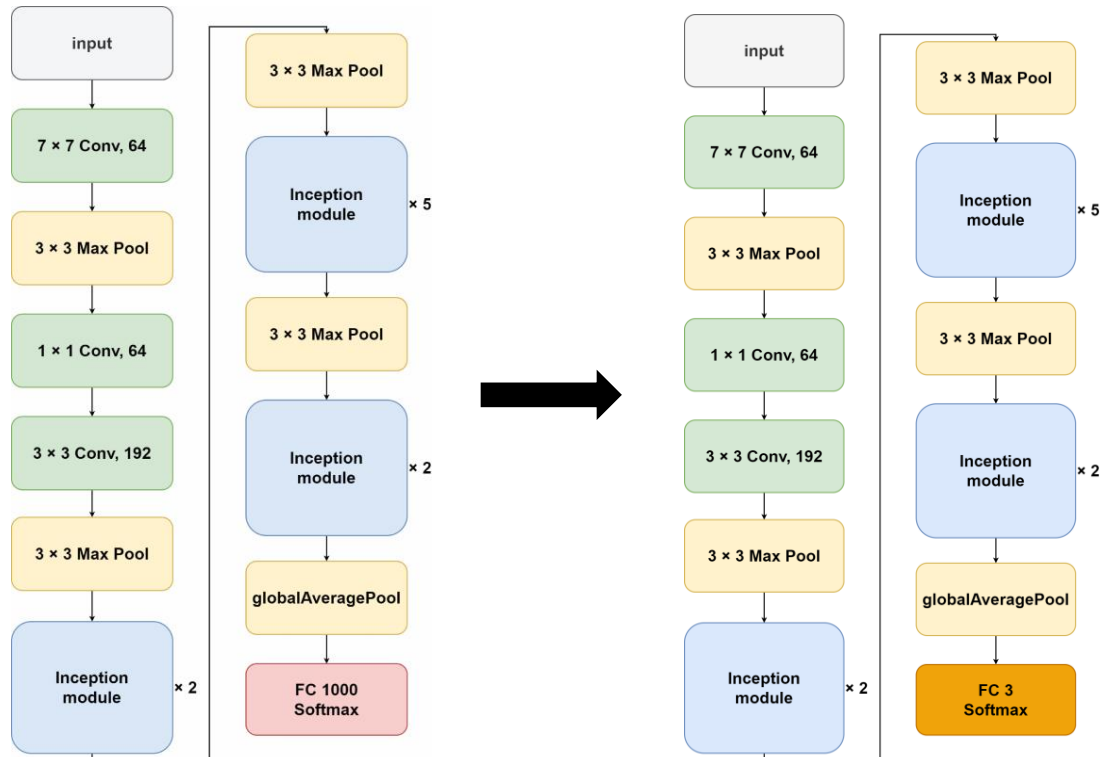 input
7 × 7 Conv, 64
3 × 3 Max Pool
1 × 1 Conv, 64
3 × 3 Conv, 192
3 × 3 Max Pool
Inception
module
× 2
3 × 3 Max Pool
Inception
module
× 5
3 × 3 Max Pool
Inception
module
× 2
globalAveragePool
FC 1000
Softmax
input
7 × 7 Conv, 64
3 × 3 Max Pool
1 × 1 Conv, 64
3 × 3 Conv, 192
3 × 3 Max Pool
Inception
module
× 2
3 × 3 Max Pool
Inception
module
× 5
3 × 3 Max Pool
Inception
module
× 2
globalAveragePool
FC 3
Softmax